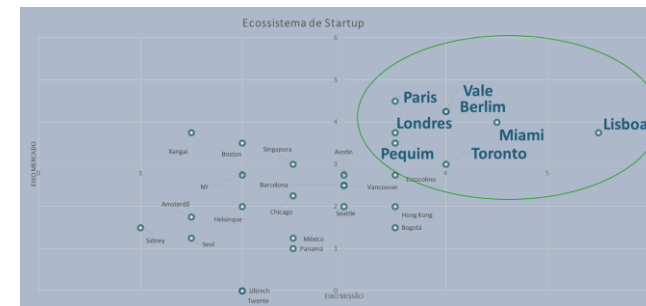 Ecossistema de Startup
6
5
Paris
Vale
Berlim
4
Londres
Miami
Lisboa
Xangai
Boston
Singapura
Austin
Pequim
Toronto
EIXO MERCADO
1
3
4
5
Estocolmo
NY
Barcelona
Vancouver
Amsterdã
Helsinque
Chicago
2
Seatle
Hong Kong
Sidney
Seul
México
Bogotá
Panamá
1
Ultrech
Twente
0
EIXO MISSÃO